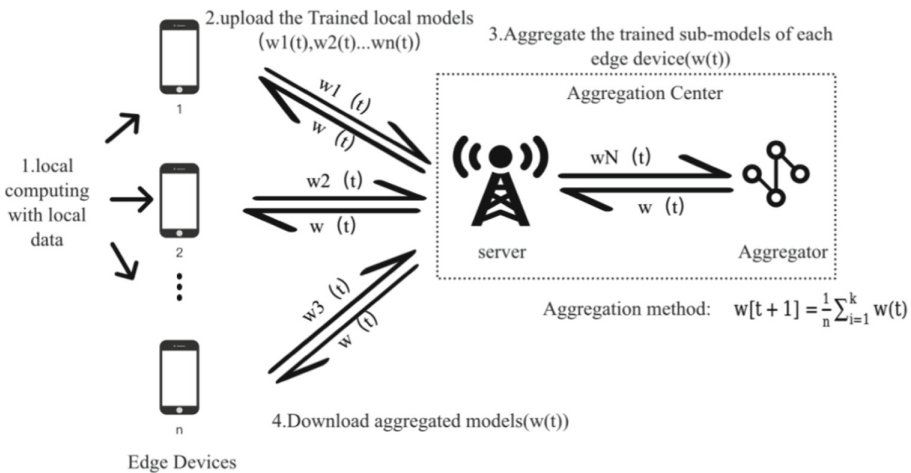 2.upload the Trained local models
(w1(t),w2(t)...wn(t))
3.Aggregate the trained sub-models of each
edge device(w(t))
Aggregation Center
1
w1 (t)
w (t)
1.local
computing
with local
data
2
w2 (t)
w (t)
wN (t)
w (t)
server
Aggregator
w3 (t)
w (t)
Aggregation method: w[t+1]=1/n∑_{i=1}^{k} w(t)
n
4.Download aggregated models(w(t))
Edge Devices